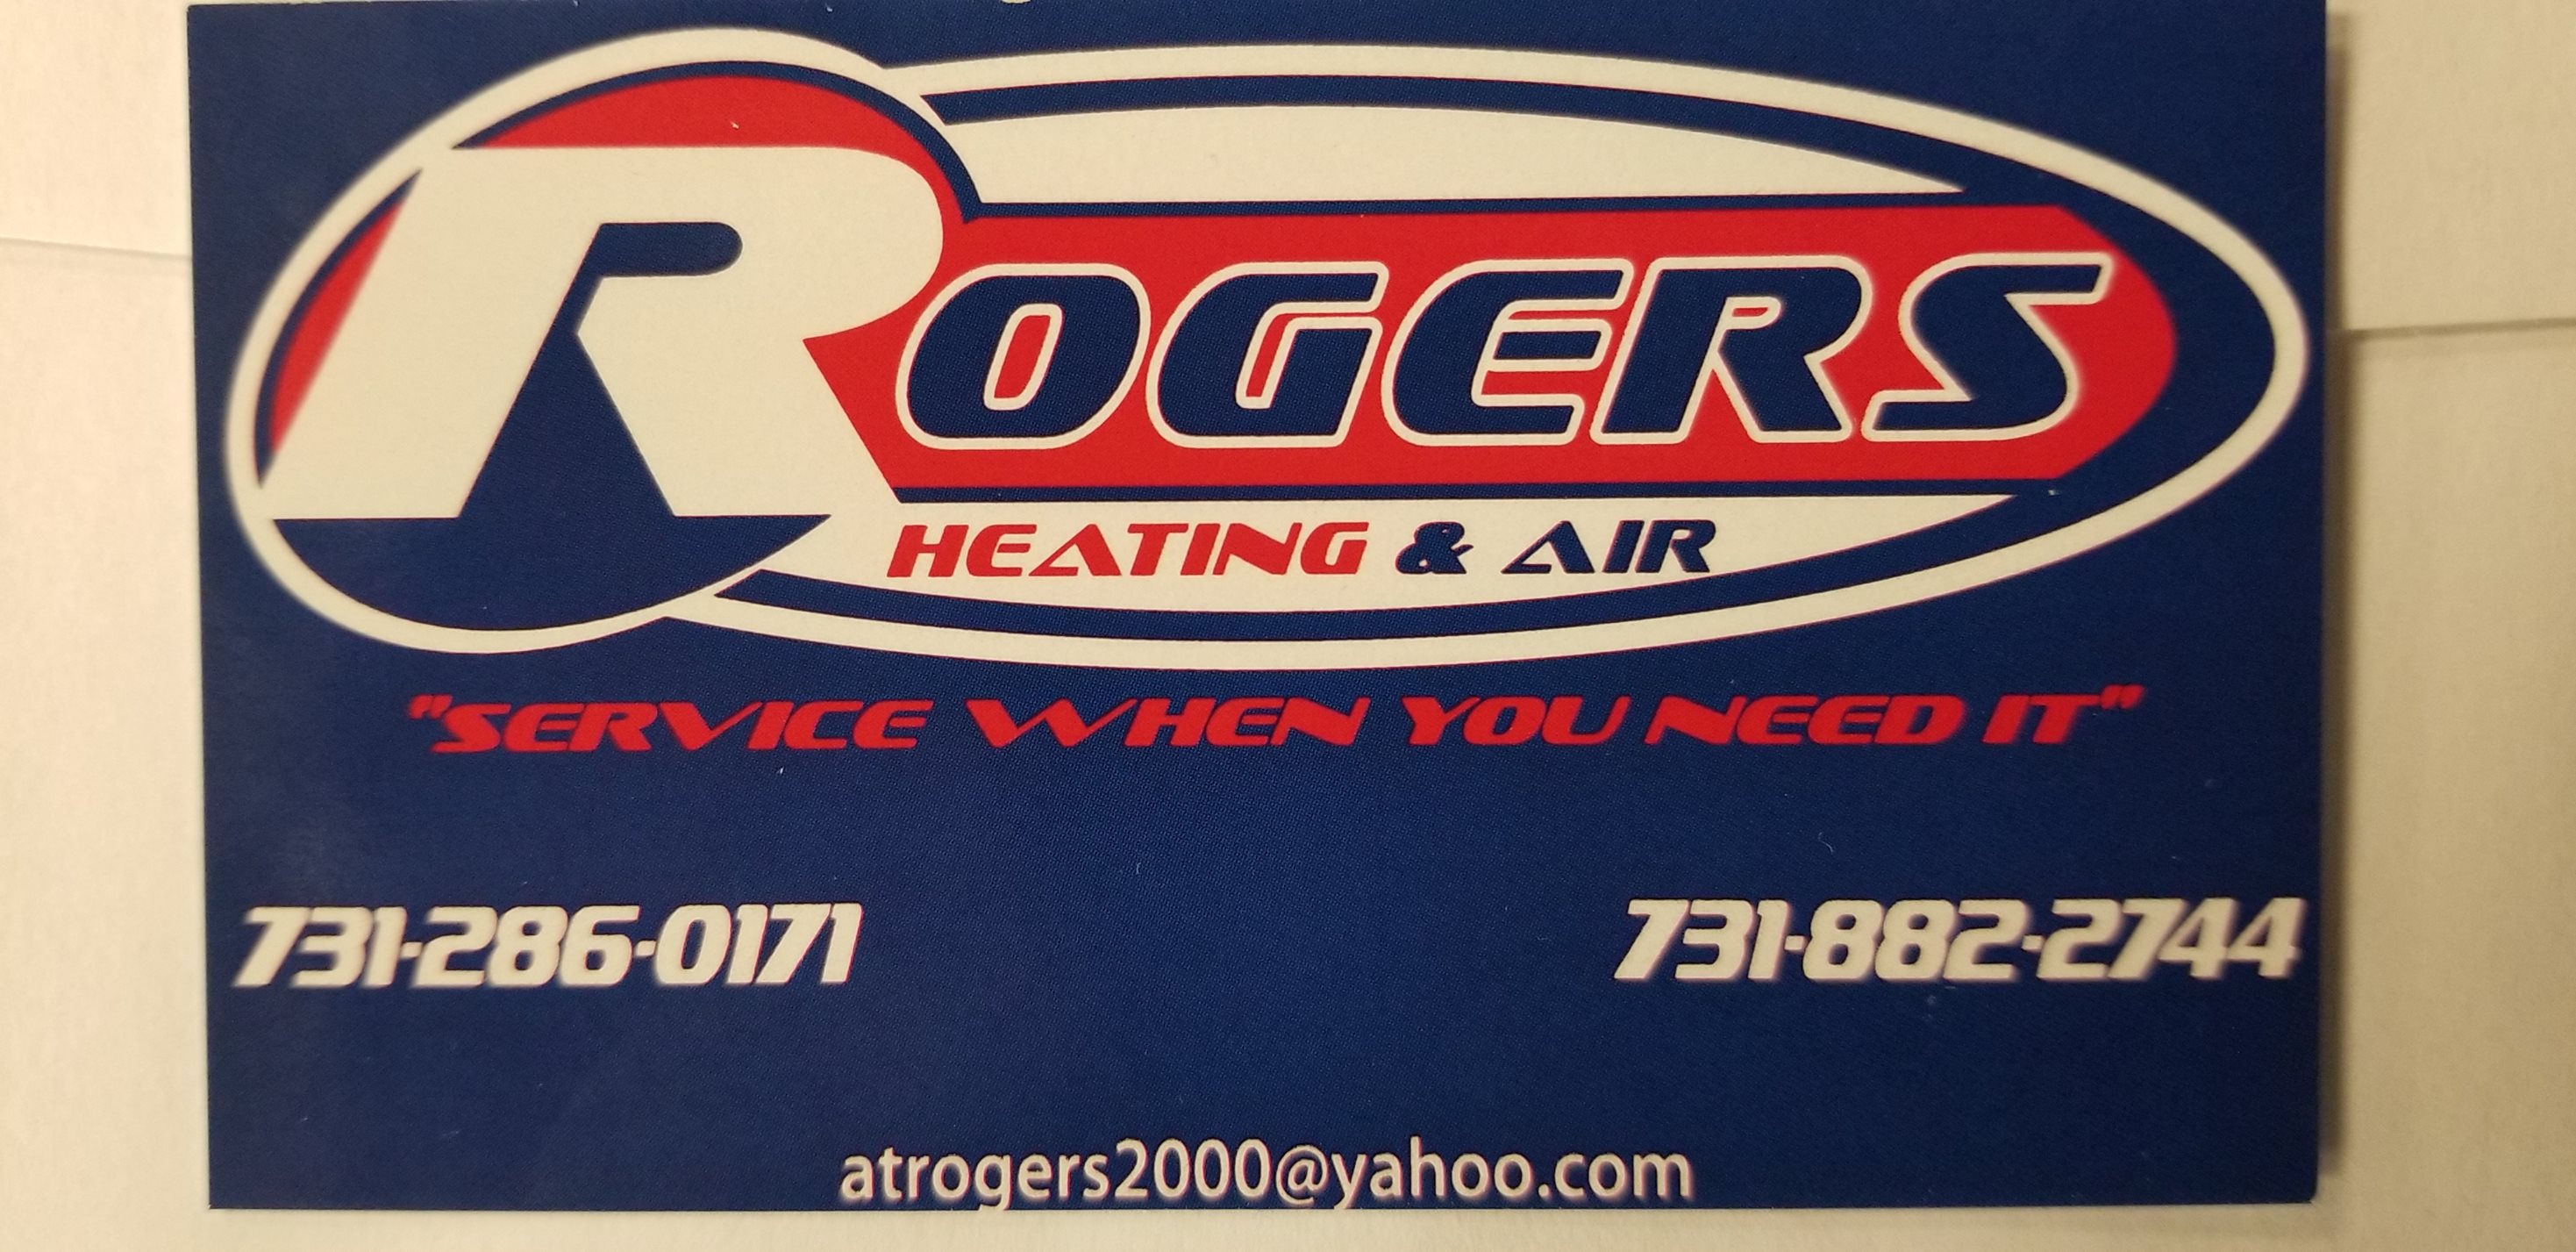 ROGERS
HEATING & AIR
"SERVICE WHEN YOU NEED IT"
731-286-0171
731-882-2744
atrogers2000@yahoo.com